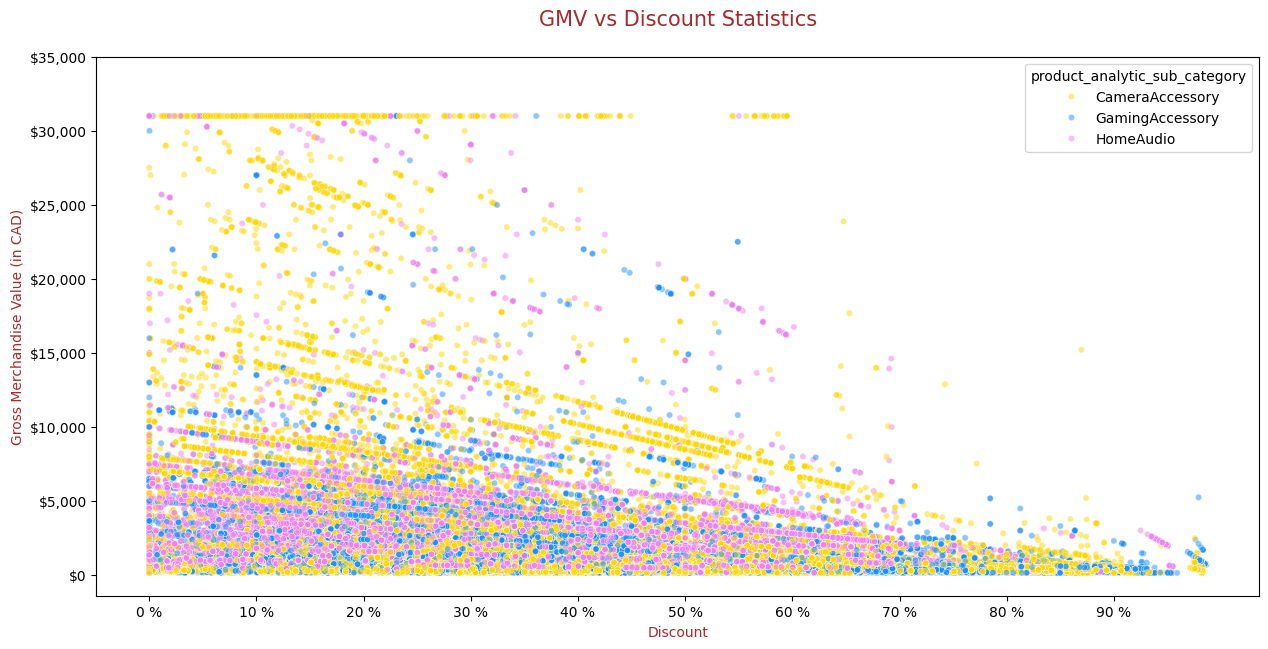 GMV vs Discount Statistics
$35,000
$30,000
$25,000
$20,000
$15,000
$10,000
$5,000
$0
Gross Merchandise Value (in CAD)
product_analytic_sub_category
CameraAccessory
GamingAccessory
HomeAudio
0 %
10 %
20 %
30 %
40 %
50 %
60 %
70 %
80 %
90 %
Discount